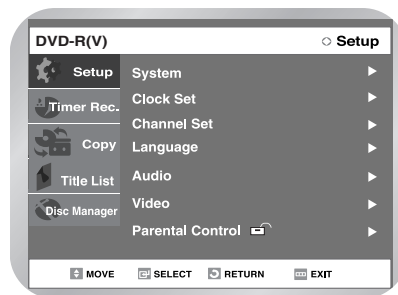 DVD-R(V) Setup
Setup
Timer Rec.
Copy
Title List
Disc Manager
System
Clock Set
Channel Set
Language
Audio
Video
Parental Control
MOVE SELECT RETURN EXIT